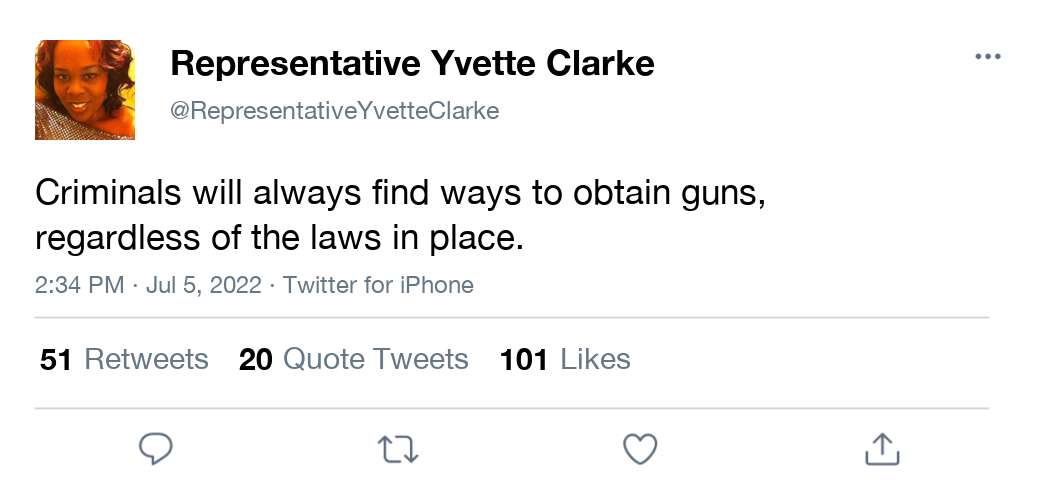 Representative Yvette Clarke
@RepresentativeYvetteClarke
Criminals will always find ways to obtain guns,
regardless of the laws in place.
2:34 PM · Jul 5, 2022 · Twitter for iPhone
51 Retweets 20 Quote Tweets 101 Likes